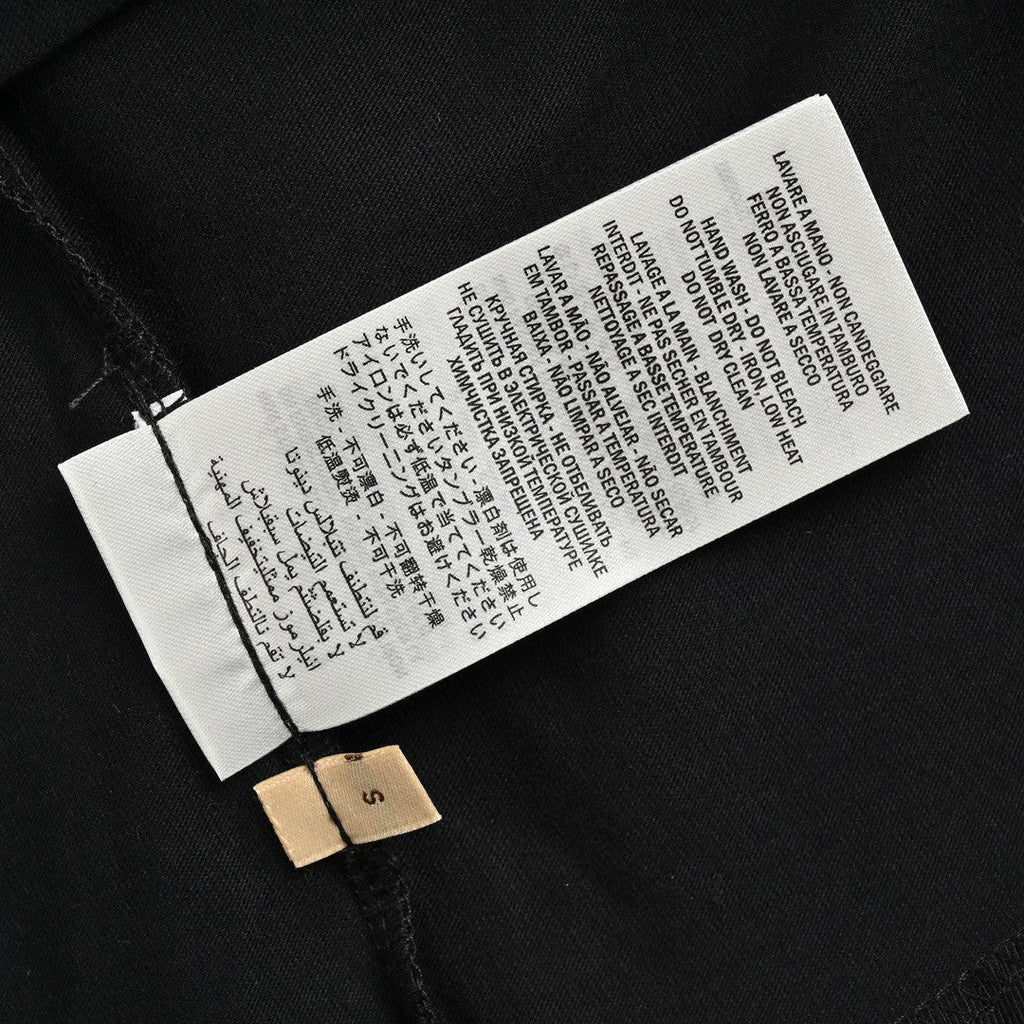 LAVARE A MANO - NON CANDEGGIARE
NON ASCIUGARE IN TAMBURO
FERRO A BASSA TEMPERATURA
NON LAVARE A SECCO
HAND WASH - DO NOT BLEACH
DO NOT TUMBLE DRY - IRON, LOW HEAT
DO NOT DRY CLEAN
LAVAGE A LA MAIN - BLANCHIMENT
INTERDIT - NE PAS SECHER EN TAMBOUR
REPASSAGE A BASSE TEMPERATURE
NETTOYAGE A SEC INTERDIT
LAVAR A MÃO - NÃO ALVEJAR - NÃO SECAR
EM TAMBOR - PASSAR A TEMPERATURA
BAIXA - NÃO LIMPAR A SECO
КРУЧНАЯ СТИРКА - НЕ ОТБЕЛИВАТЬ
НЕ СУШИТЬ В ЭЛЕКТРИЧЕСКОЙ СУШИЛКЕ
ГЛАДИТЬ ПРИ НИЗКОЙ ТЕМПЕРАТУРЕ
ХИМЧИСТКА ЗАПРЕЩЕНА
手洗いしてください - 漂白剤は使用し
ないでください タンブラー乾燥禁止
アイロンは必ず低温で当ててください
ドライクリーニングはお避けください
手洗 - 不可漂白 - 不可翻转干燥
低温熨烫 - 不可干洗
S